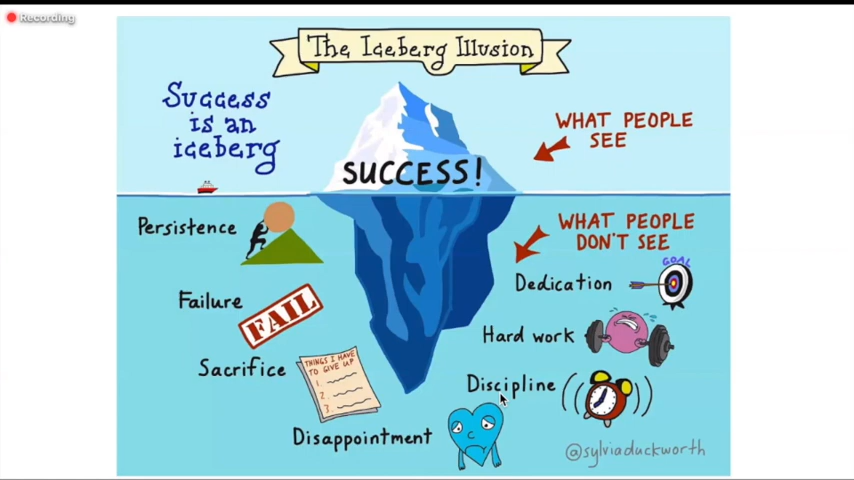 Recording
The Iceberg Illusion
Success
is an
iceberg
WHAT PEOPLE
SEE
SUCCESS!
Persistence
WHAT PEOPLE
DON'T SEE
GOAL
Dedication
Failure
FAIL
Hard work
Sacrifice
THINGS I HAVE
TO GIVE UP
1.
2.
3.
Discipline
Disappointment
@sylviaduckworth